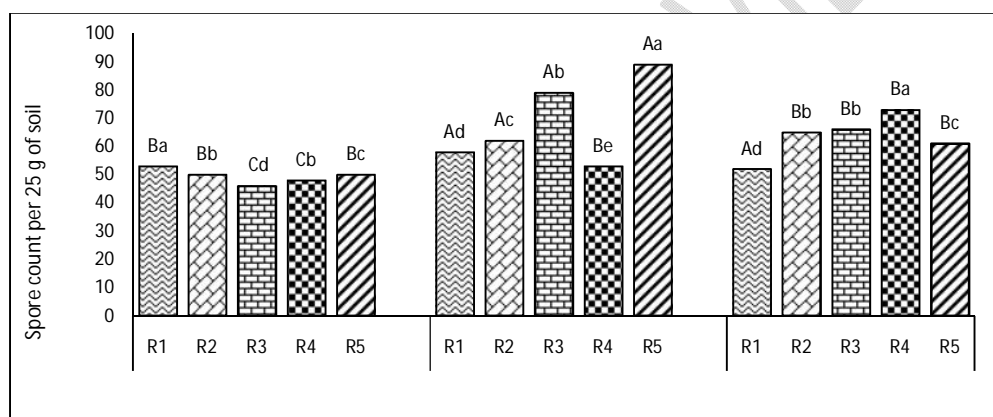 Spore count per 25 g of soil
100
90
80
70
60
50
40
30
20
10
0
Ba Bb Cd Cb Bc
Ad Ac Ab Be Aa
Ad Bb Bb Ba Bc
R1 R2 R3 R4 R5 R1 R2 R3 R4 R5 R1 R2 R3 R4 R5